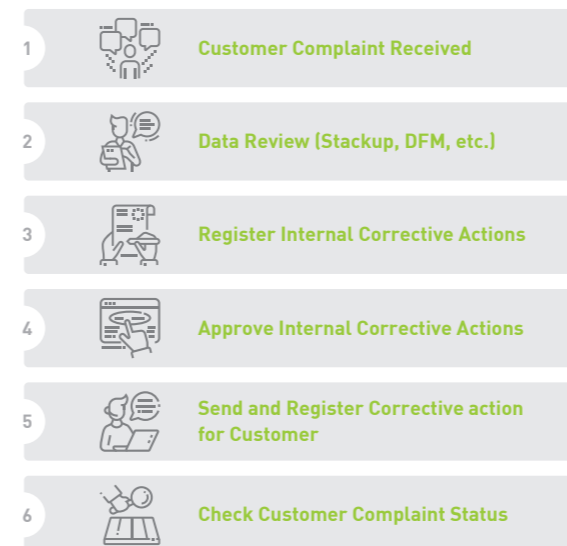 1
Customer Complaint Received
2
Data Review (Stackup, DFM, etc.)
3
Register Internal Corrective Actions
4
Approve Internal Corrective Actions
5
Send and Register Corrective action
for Customer
6
Check Customer Complaint Status